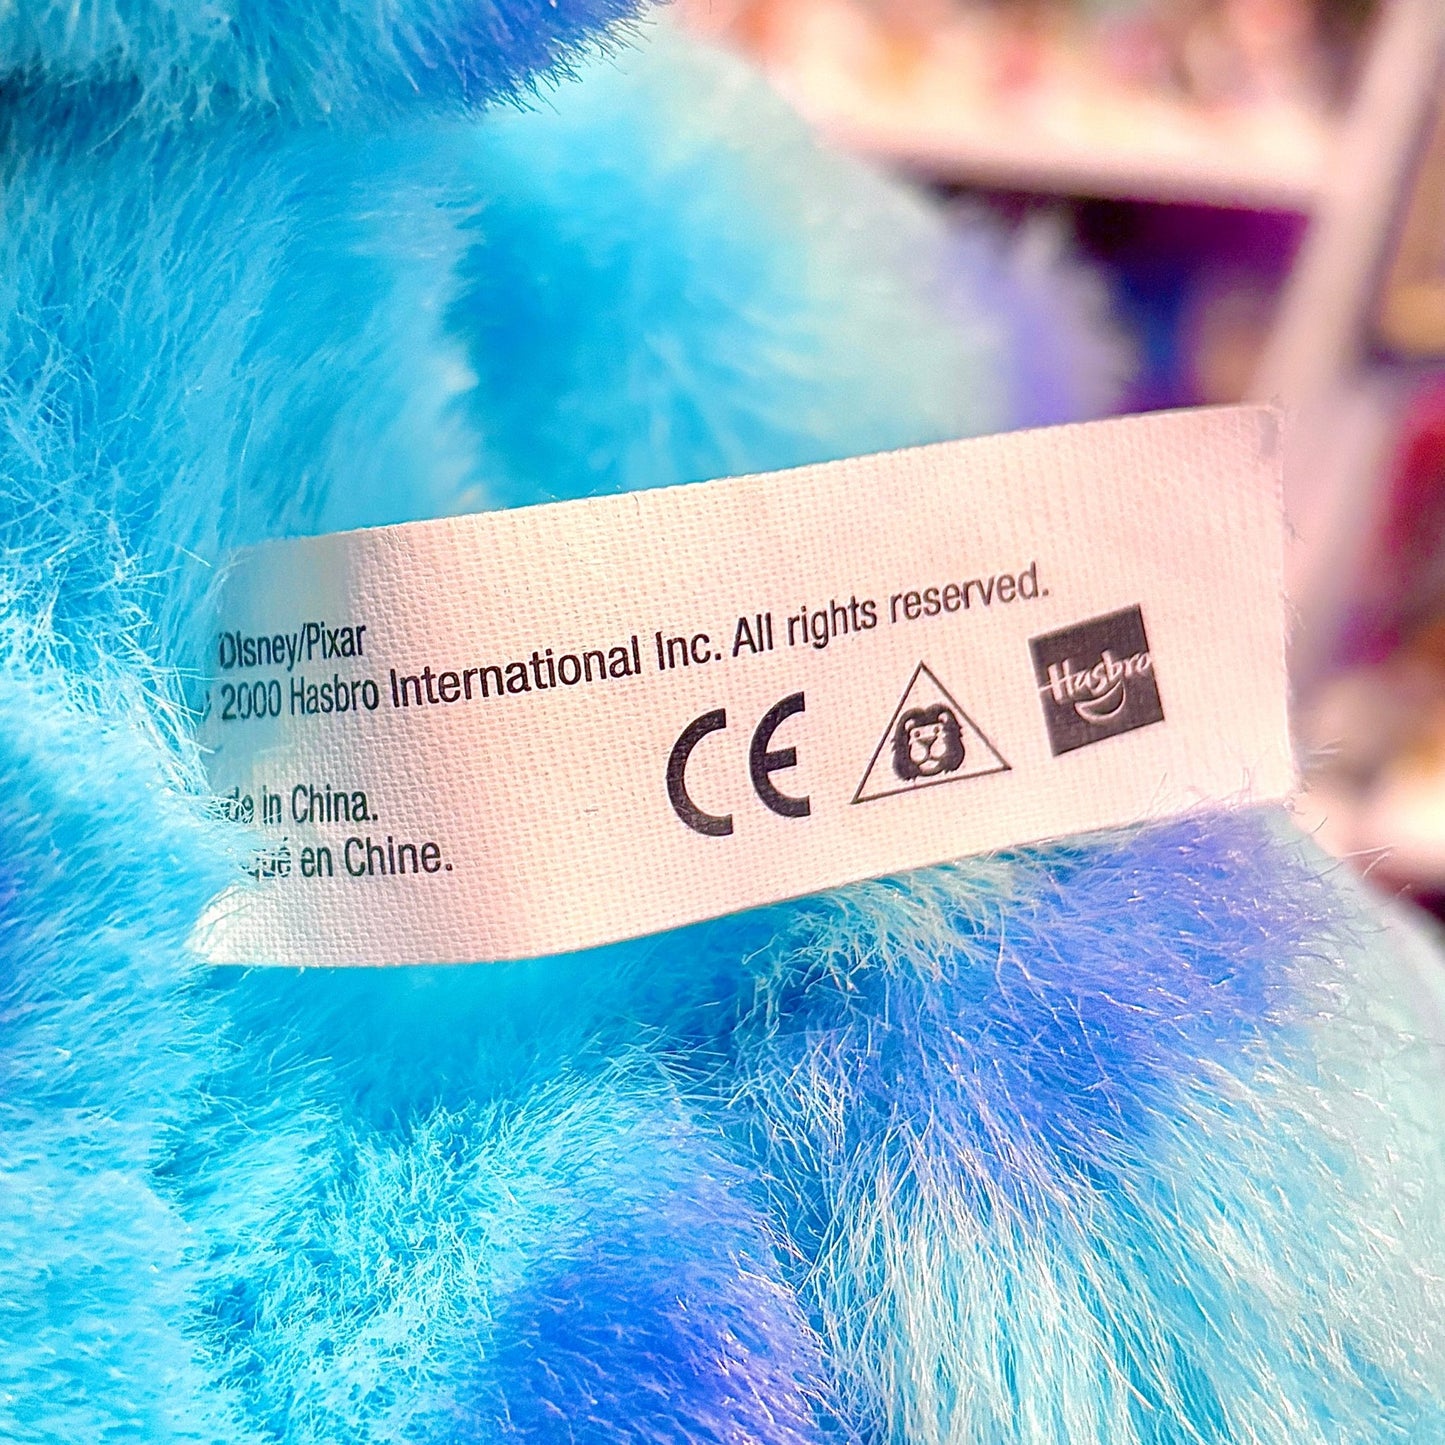 Disney/Pixar
2000 Hasbro International Inc. All rights reserved.
CE
Hasbro
in China.
en Chine.